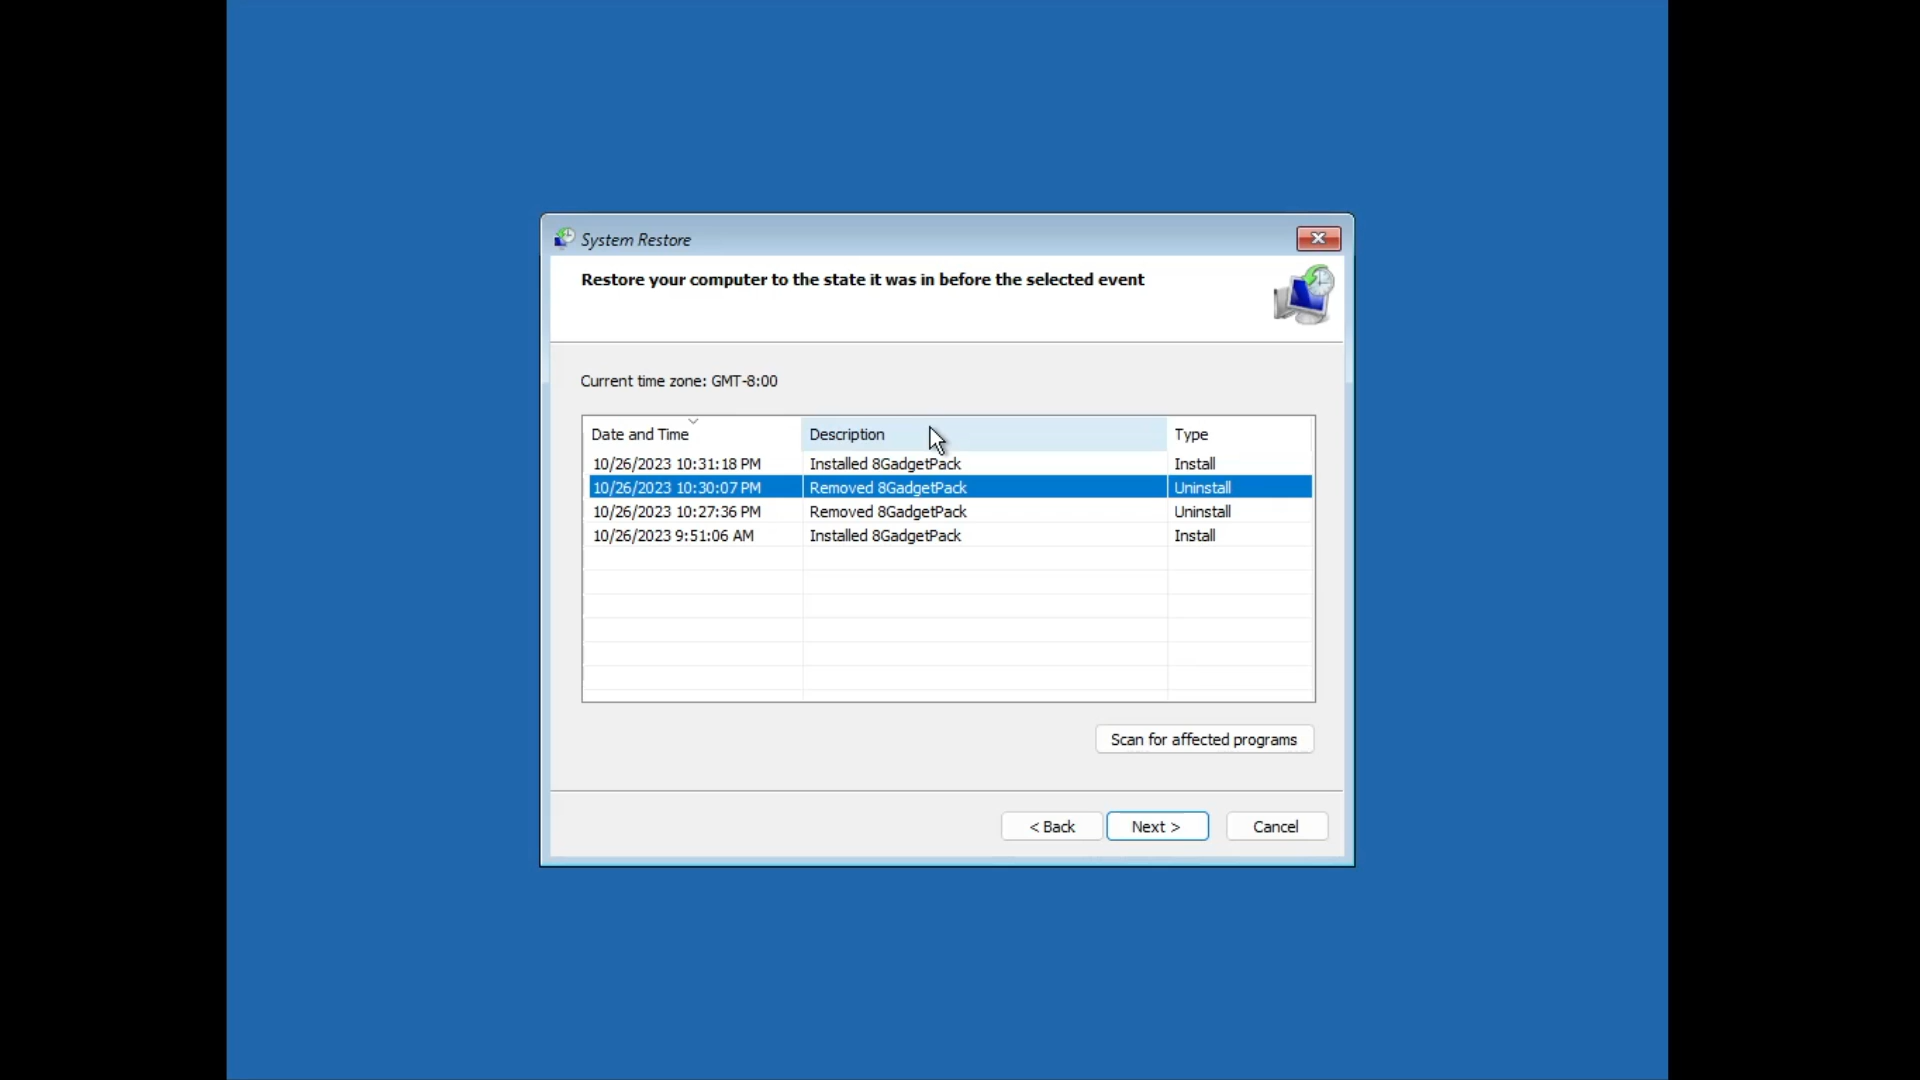 System Restore
Restore your computer to the state it was in before the selected event
Current time zone: GMT-8:00
Date and Time Description Type
10/26/2023 10:31:18 PM Installed 8GadgetPack Install
10/26/2023 10:30:07 PM Removed 8GadgetPack Uninstall
10/26/2023 10:27:36 PM Removed 8GadgetPack Uninstall
10/26/2023 9:51:06 AM Installed 8GadgetPack Install
Scan for affected programs
< Back Next > Cancel